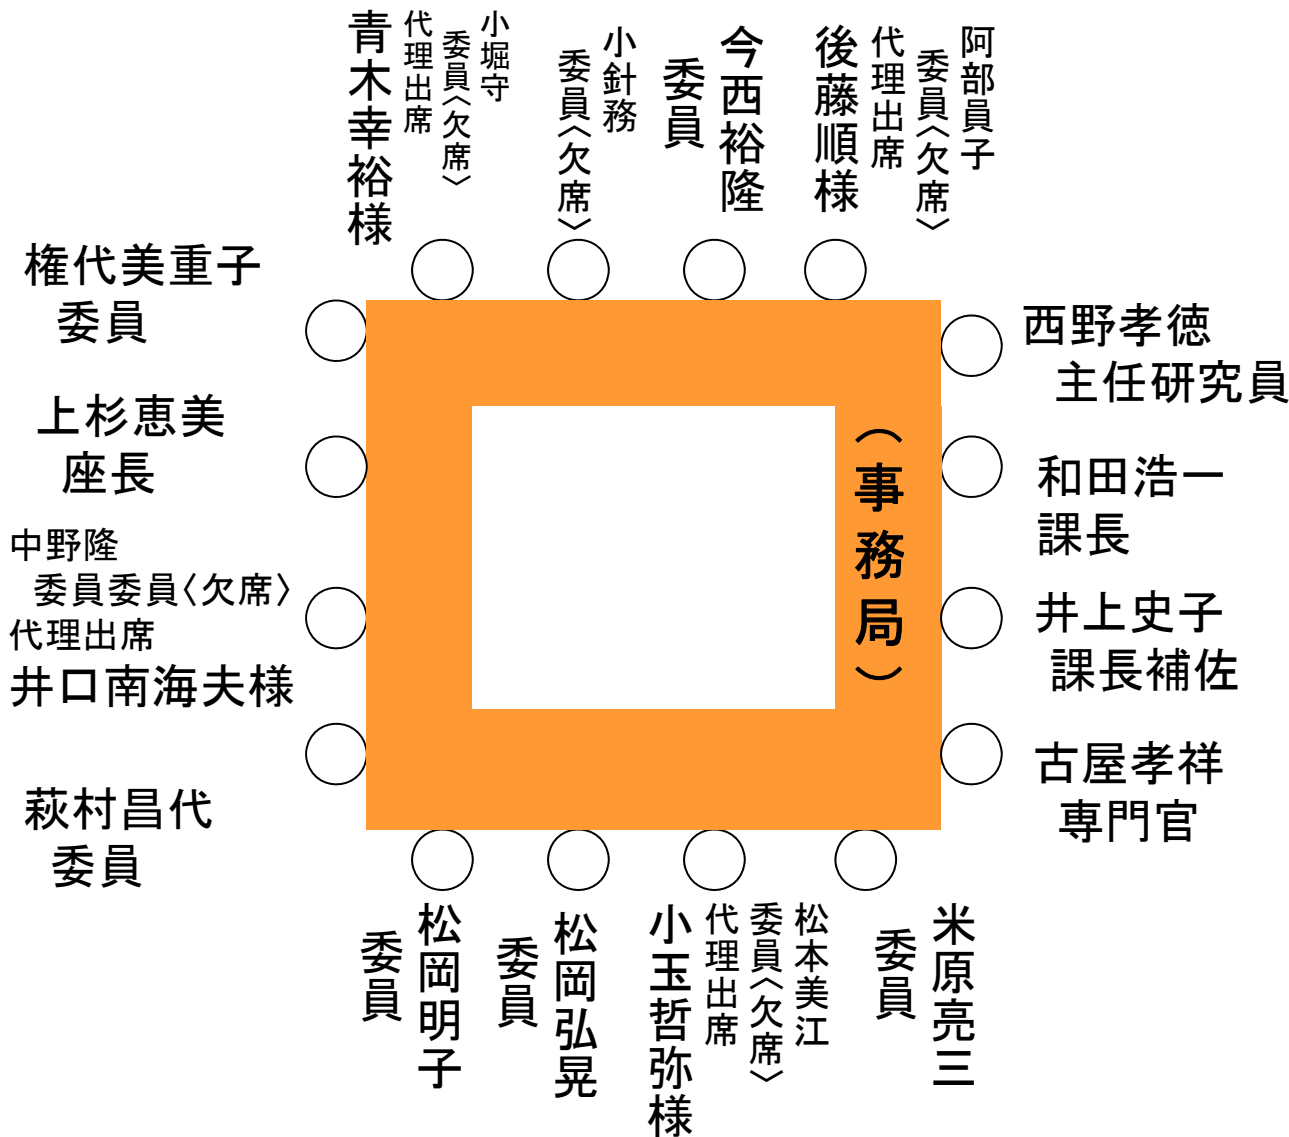 小堀守
委員〈欠席〉
代理出席
青木幸裕様
小針務
委員〈欠席〉
今西裕隆
委員
阿部員子
委員〈欠席〉
代理出席
後藤順様
権代美重子
委員
上杉恵美
座長
中野隆
委員委員〈欠席〉
代理出席
井口南海夫様
萩村昌代
委員
（事務局）
西野孝徳
主任研究員
和田浩一
課長
井上史子
課長補佐
古屋孝祥
専門官
松岡明子
委員
松岡弘晃
委員
松本美江
委員〈欠席〉
代理出席
小玉哲弥様
米原亮三
委員